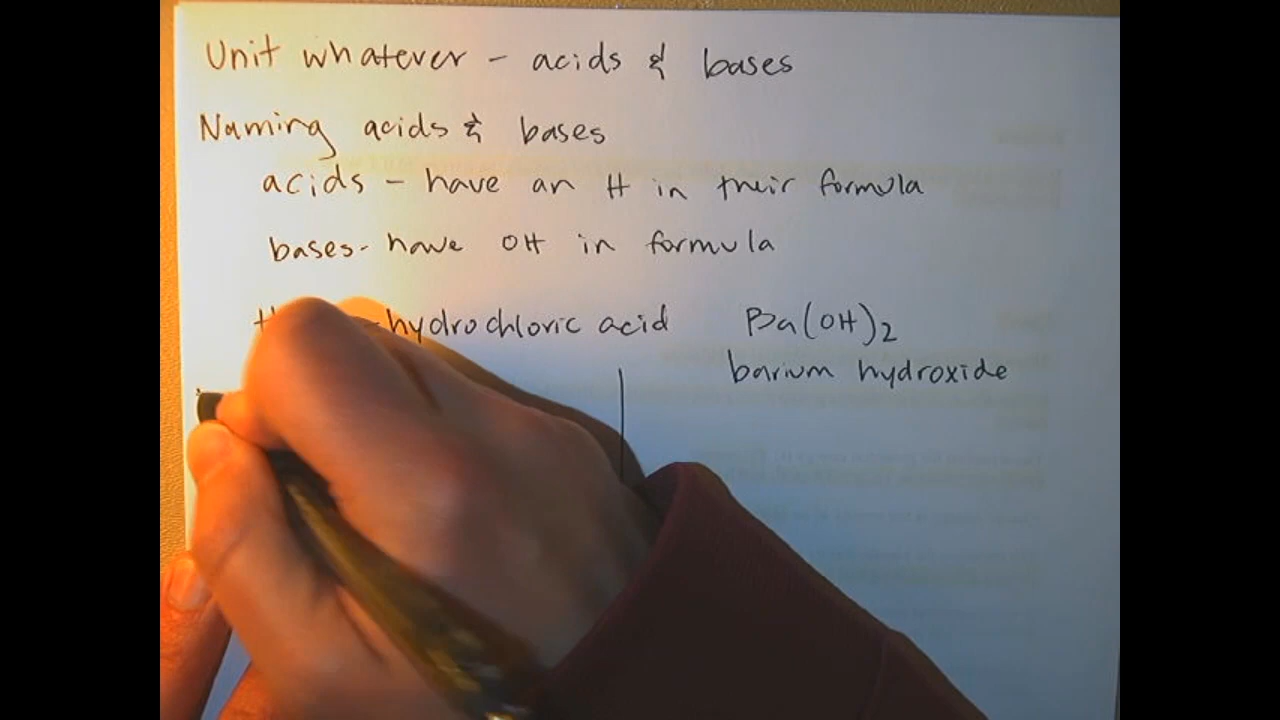 Unit whatever - acids & bases
Naming acids & bases
acids - have an H in their formula
bases - have OH in formula
-hydrochloric acid Ba(OH)2
barium hydroxide